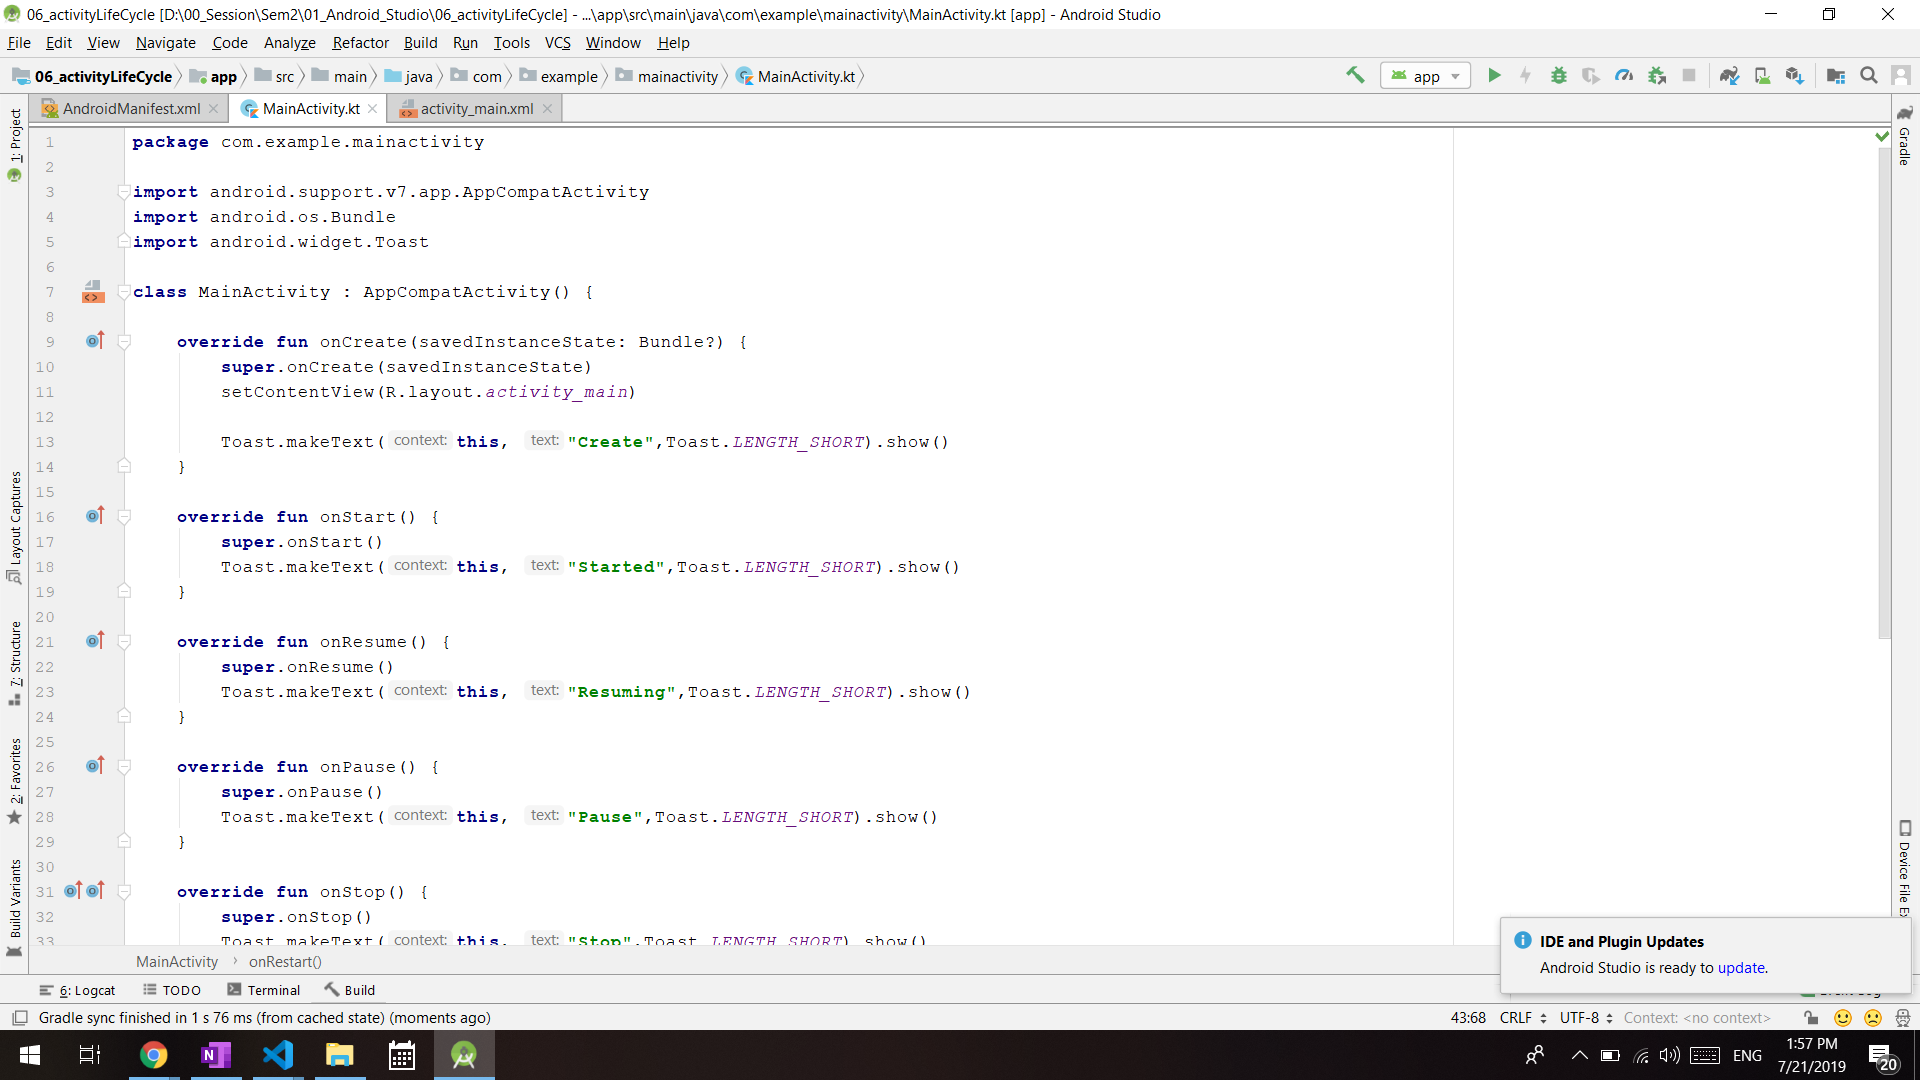 06_activityLifeCycle [D:\00_Session\Sem2\01_Android_Studio\06_activityLifeCycle] - ...\app\src\main\java\com\example\mainactivity\MainActivity.kt [app] - Android Studio
File Edit View Navigate Code Analyze Refactor Build Run Tools VCS Window Help
06_activityLifeCycle app src main java com example mainactivity MainActivity.kt app
AndroidManifest.xml MainActivity.kt activity_main.xml
1: Project
Layout Captures
7: Structure
2: Favorites
Build Variants
1 package com.example.mainactivity
2
3 import android.support.v7.app.AppCompatActivity
4 import android.os.Bundle
5 import android.widget.Toast
6
7 class MainActivity : AppCompatActivity() {
8
9 override fun onCreate(savedInstanceState: Bundle?) {
10 super.onCreate(savedInstanceState)
11 setContentView(R.layout.activity_main)
12
13 Toast.makeText( context: this, text: "Create",Toast.LENGTH_SHORT).show()
14 }
15
16 override fun onStart() {
17 super.onStart()
18 Toast.makeText( context: this, text: "Started",Toast.LENGTH_SHORT).show()
19 }
20
21 override fun onResume() {
22 super.onResume()
23 Toast.makeText( context: this, text: "Resuming",Toast.LENGTH_SHORT).show()
24 }
25
26 override fun onPause() {
27 super.onPause()
28 Toast.makeText( context: this, text: "Pause",Toast.LENGTH_SHORT).show()
29 }
30
31 override fun onStop() {
32 super.onStop()
33 Toast.makeText( context: this, text: "Stop",Toast.LENGTH_SHORT).show()
Gradle
Device File Ex
MainActivity onRestart()
IDE and Plugin Updates
Android Studio is ready to update.
6: Logcat TODO Terminal Build
Gradle sync finished in 1 s 76 ms (from cached state) (moments ago)
43:68 CRLF UTF-8 Context: <no context>
ENG
1:57 PM
7/21/2019
20